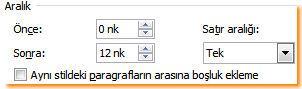 Aralık
Önce: 0 nk Satır aralığı:
Sonra: 12 nk Tek
Aynı stildeki paragrafların arasına boşluk ekleme